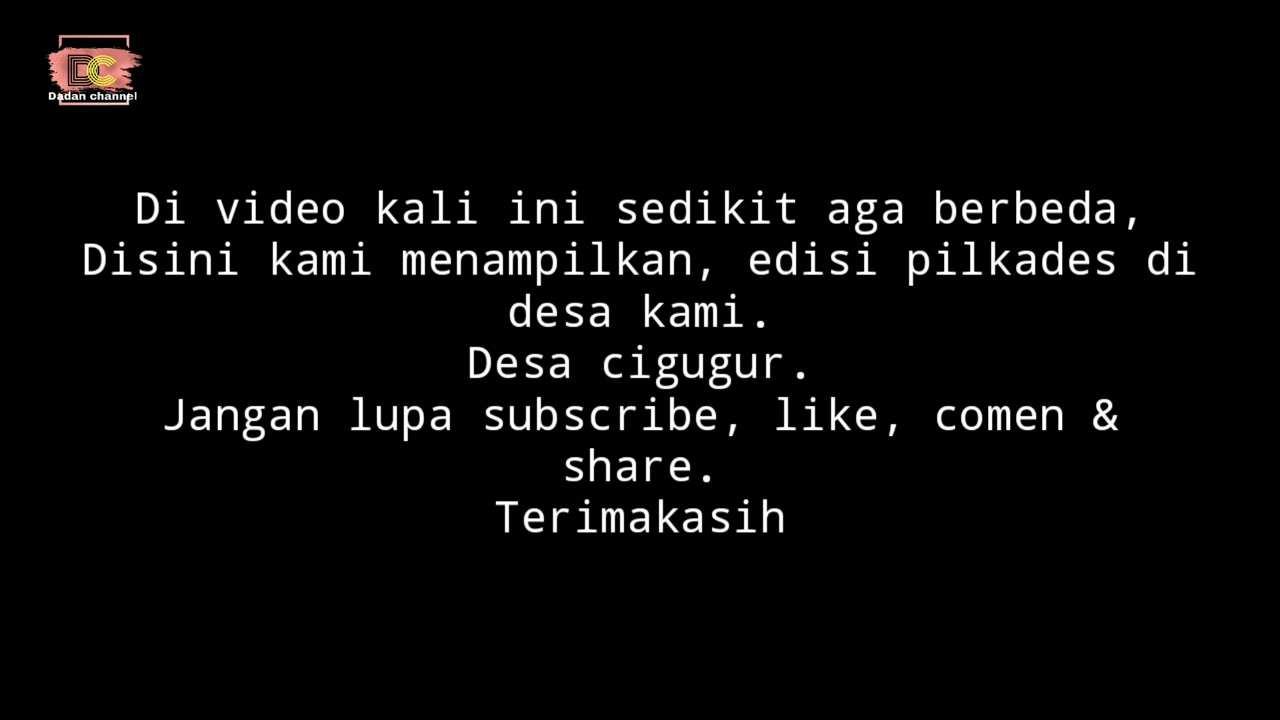 DC
Dadan channel
Di video kali ini sedikit aga berbeda,
Disini kami menampilkan, edisi pilkades di
desa kami.
Desa cigugur.
Jangan lupa subscribe, like, comen &
share.
Terimakasih